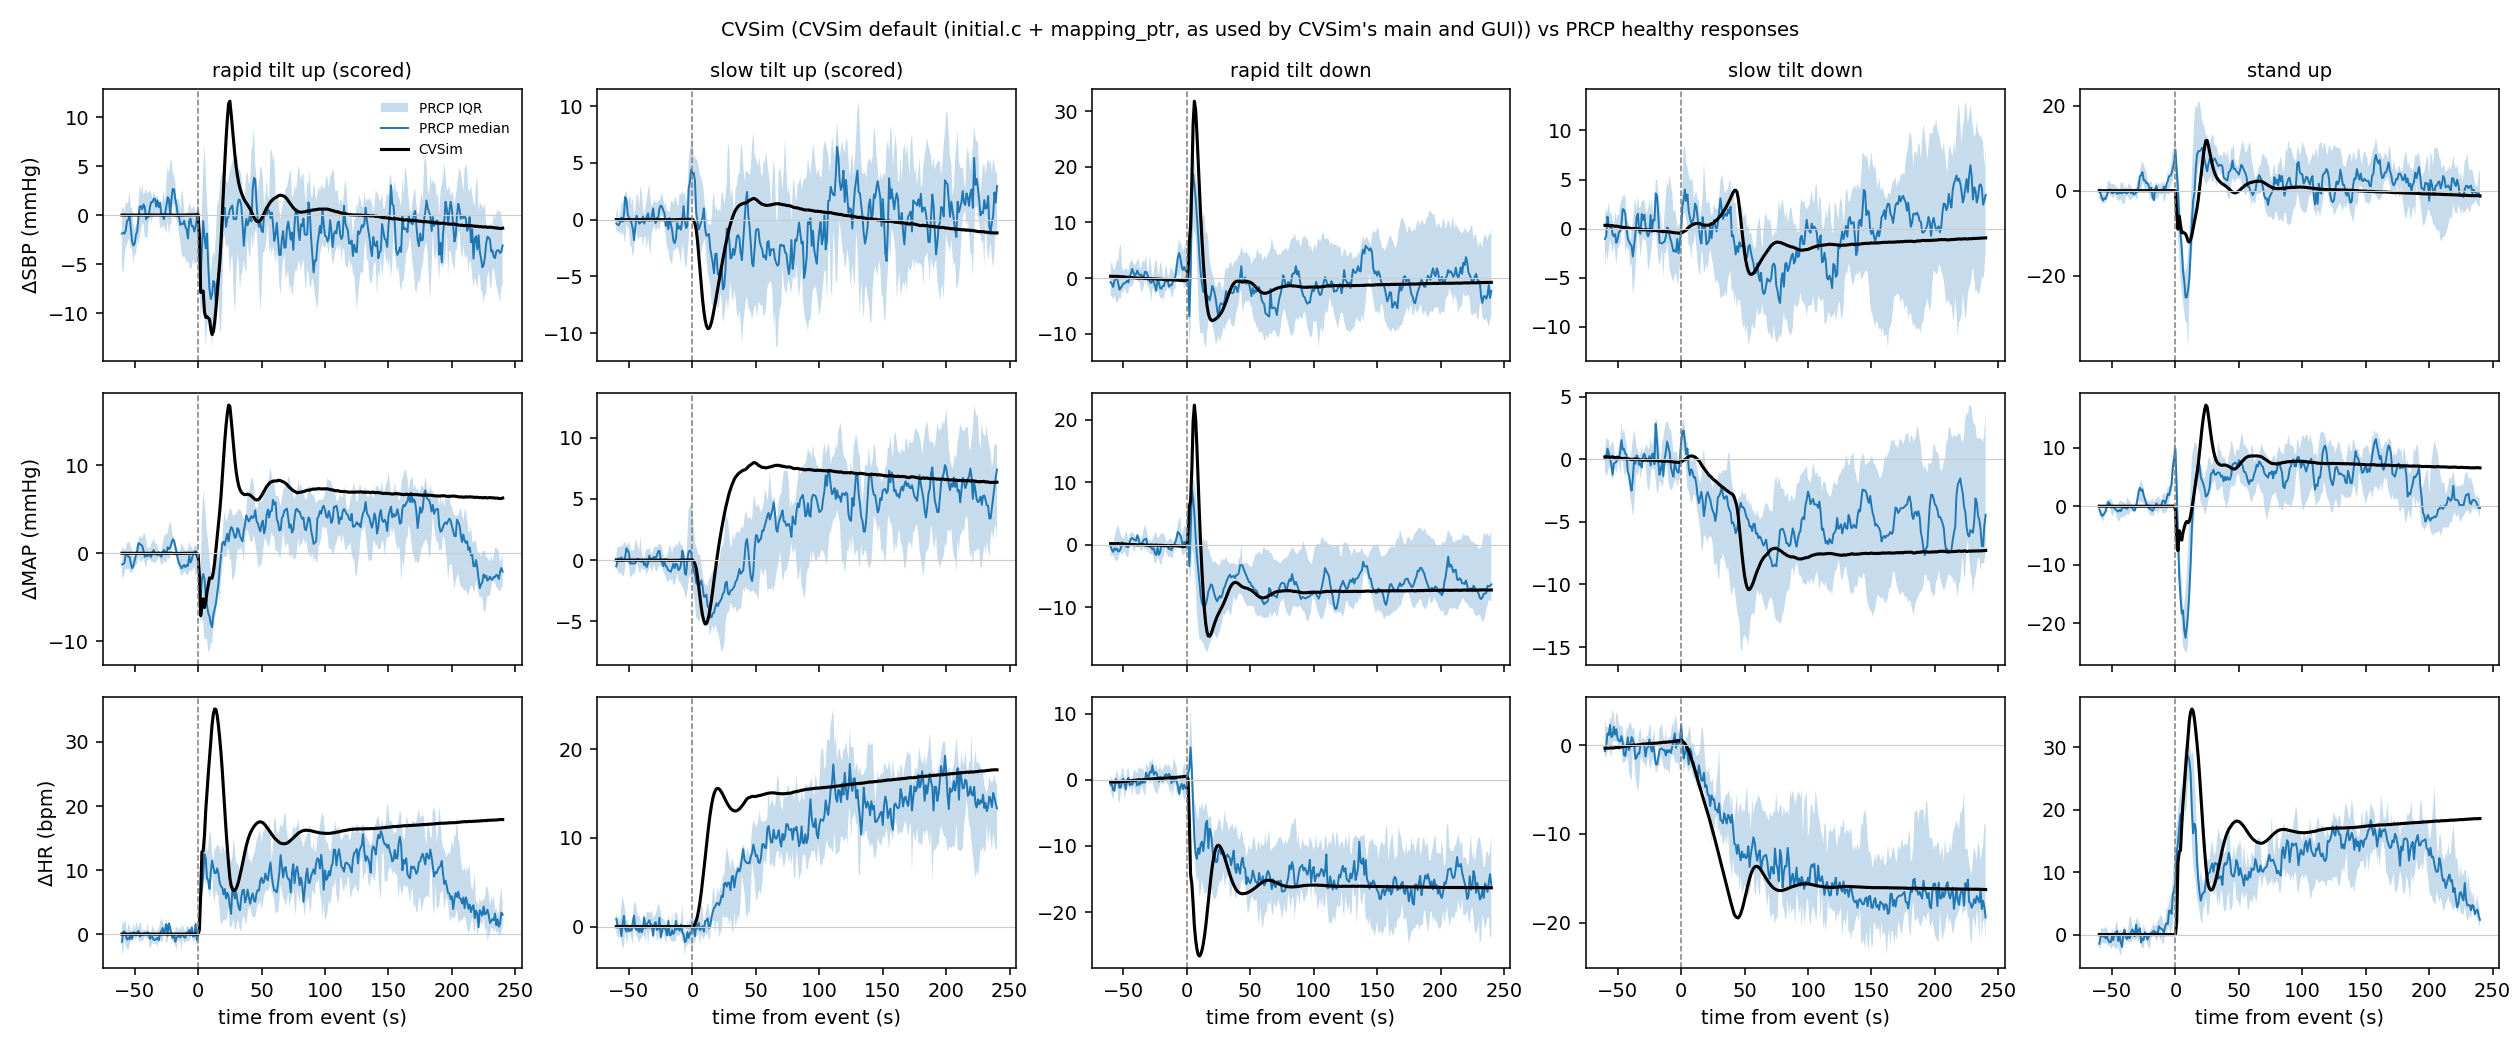 CVSim (CVSim default (initial.c + mapping_ptr, as used by CVSim's main and GUI)) vs PRCP healthy responses
rapid tilt up (scored)
slow tilt up (scored)
rapid tilt down
slow tilt down
stand up
PRCP IQR
PRCP median
CVSim
ΔSBP (mmHg)
10
5
0
−5
−10
10
5
0
−5
−10
30
20
10
0
−10
10
5
0
−5
−10
20
0
−20
ΔMAP (mmHg)
10
0
−10
10
5
0
−5
20
10
0
−10
5
0
−5
−10
−15
10
0
−10
−20
ΔHR (bpm)
30
20
10
0
20
10
0
10
0
−10
−20
0
−10
−20
30
20
10
0
−50 0 50 100 150 200 250
−50 0 50 100 150 200 250
−50 0 50 100 150 200 250
−50 0 50 100 150 200 250
−50 0 50 100 150 200 250
time from event (s)
time from event (s)
time from event (s)
time from event (s)
time from event (s)